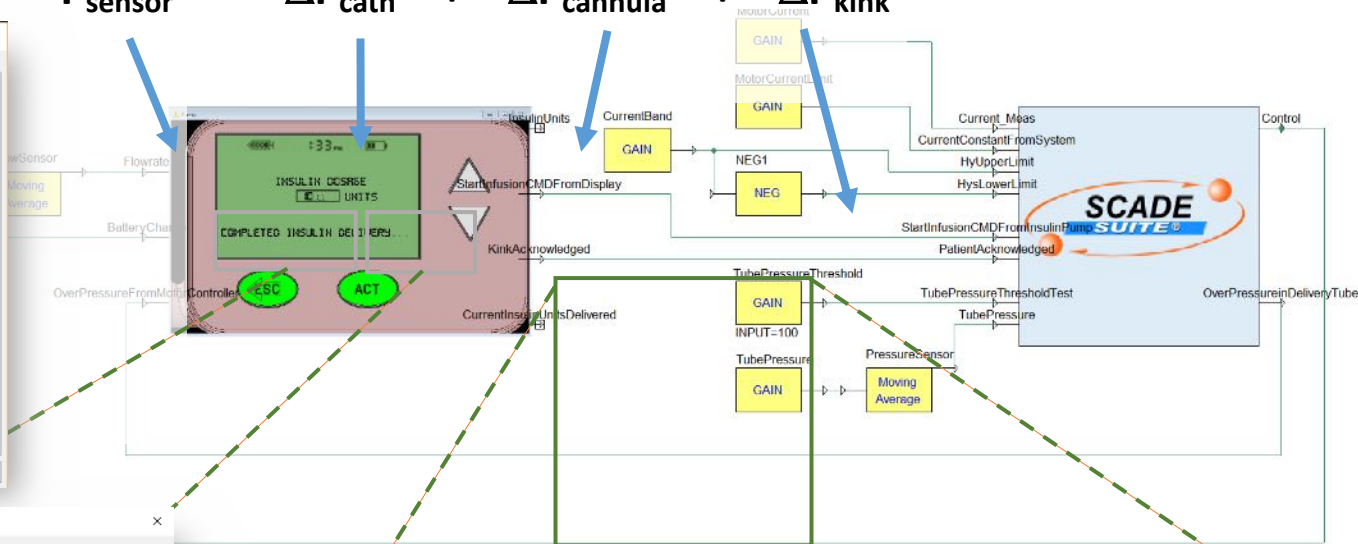 sensor cath cannula kink
MotorCurrent
GAIN
MotorCurrentLimit
GAIN
InsulinUnits
CurrentBand
GAIN
NEG1
NEG
Current_Meas
CurrentConstantFromSystem
HyUpperLimit
HysLowerLimit
StartInfusionCMDFromInsulinPump
PatientAcknowledged
TubePressureThresholdTest
TubePressure
SCADE
SUITE®
Control
OverPressureinDeliveryTube
Flowrate
Moving
Average
OverPressureFromMotorController
:33
INSULIN DOSAGE
UNITS
COMPLETED INSULIN DELIVERY...
ESC
ACT
StartInfusionCMDFromDisplay
KinkAcknowledged
CurrentInsulinUnitsDelivered
TubePressureThreshold
GAIN
INPUT=100
TubePressure
GAIN
PressureSensor
Moving
Average